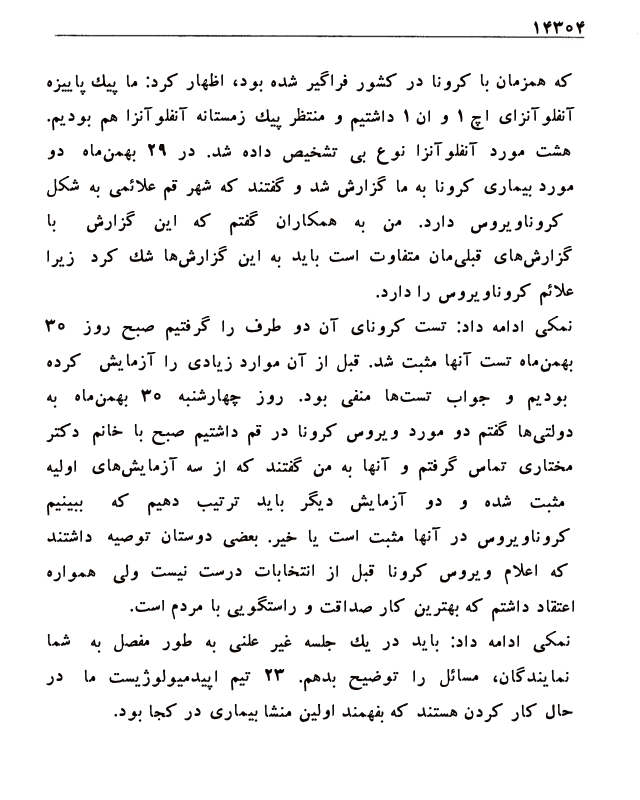 ۱۴۳۰۴
که همزمان با کرونا در کشور فراگیر شده بود، اظهار کرد: ما پیك پاییزه
آنفلوآنزای اچ ۱ و ان ۱ داشتیم و منتظر پیك زمستانه آنفلوآنزا هم بودیم.
هشت مورد آنفلوآنزا نوع بی تشخیص داده شد. در ۲۹ بهمن‌ماه دو
مورد بیماری کرونا به ما گزارش شد و گفتند که شهر قم علائمی به شکل
کروناویروس دارد. من به همکاران گفتم که این گزارش با
گزارش‌های قبلی‌مان متفاوت است باید به این گزارش‌ها شك کرد زیرا
علائم کروناویروس را دارد.
نمکی ادامه داد: تست کرونای آن دو طرف را گرفتیم صبح روز ۳۰
بهمن‌ماه تست آنها مثبت شد. قبل از آن موارد زیادی را آزمایش کرده
بودیم و جواب تست‌ها منفی بود. روز چهارشنبه ۳۰ بهمن‌ماه به
دولتی‌ها گفتم دو مورد ویروس کرونا در قم داشتیم صبح با خانم دکتر
مختاری تماس گرفتم و آنها به من گفتند که از سه آزمایش‌های اولیه
مثبت شده و دو آزمایش دیگر باید ترتیب دهیم که ببینیم
کروناویروس در آنها مثبت است یا خیر. بعضی دوستان توصیه داشتند
که اعلام ویروس کرونا قبل از انتخابات درست نیست ولی همواره
اعتقاد داشتم که بهترین کار صداقت و راستگویی با مردم است.
نمکی ادامه داد: باید در یك جلسه غیر علنی به طور مفصل به شما
نمایندگان، مسائل را توضیح بدهم. ۲۳ تیم اپیدمیولوژیست ما در
حال کار کردن هستند که بفهمند اولین منشا بیماری در کجا بود.